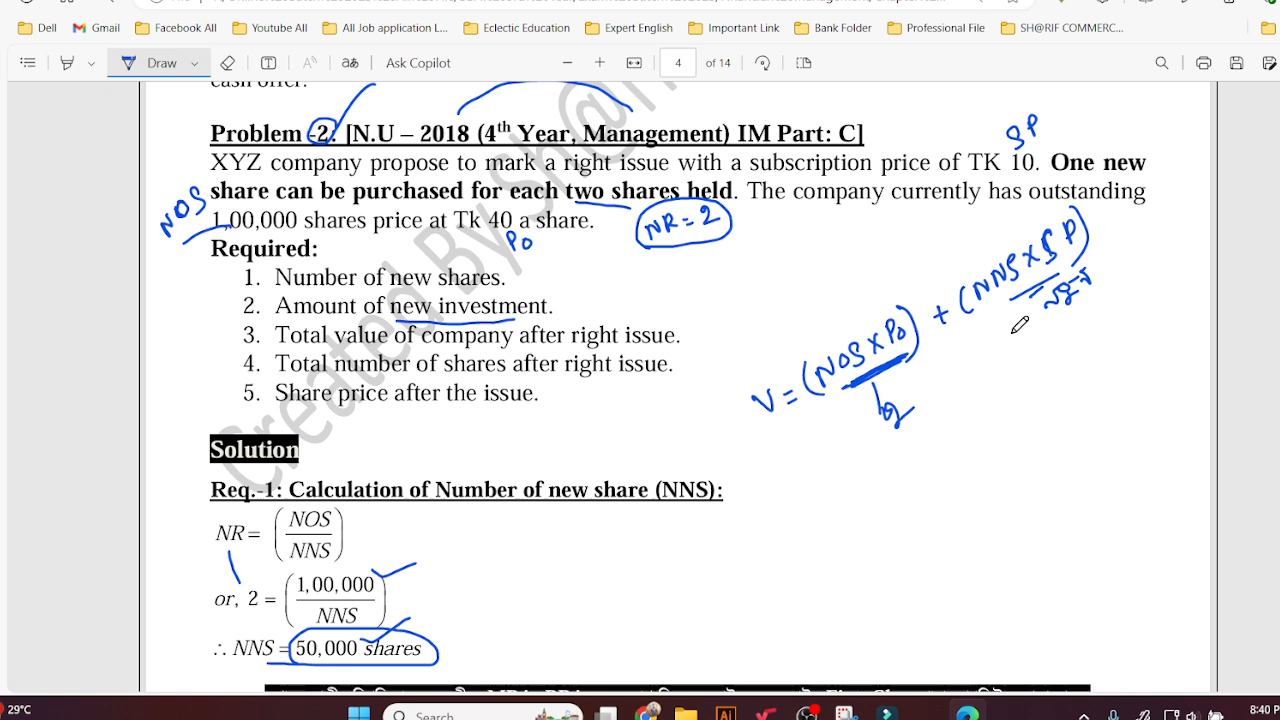 Dell Gmail Facebook All Youtube All All Job application L... Eclectic Education Expert English Important Link Bank Folder Professional File SH@RIF COMMERC...
Draw Ask Copilot 4 of 14
cash offer.
Problem -2: [N.U – 2018 (4th Year, Management) IM Part: C]
SP
XYZ company propose to mark a right issue with a subscription price of TK 10. One new
share can be purchased for each two shares held. The company currently has outstanding
NOS
1,00,000 shares price at Tk 40 a share.
NR = 2
P0
Required:
1. Number of new shares.
2. Amount of new investment.
3. Total value of company after right issue.
4. Total number of shares after right issue.
5. Share price after the issue.
V = (NOS × P0) + (NNS × S P)
Solution
Req.-1: Calculation of Number of new share (NNS):
NR = (NOS / NNS)
or, 2 = (1,00,000 / NNS)
∴ NNS = 50,000 shares
Created By Sh@
29°C
Search
8:40 P